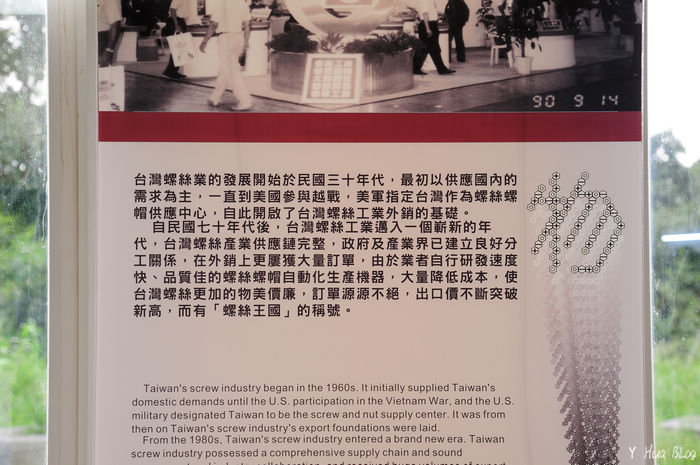 90 9 14
台灣螺絲業的發展開始於民國三十年代，最初以供應國內的
需求為主，一直到美國參與越戰，美軍指定台灣作為螺絲螺
帽供應中心，自此開啟了台灣螺絲工業外銷的基礎。
自民國七十年代後，台灣螺絲工業邁入一個嶄新的年
代，台灣螺絲產業供應鏈完整，政府及產業界已建立良好分
工關係，在外銷上更屢獲大量訂單，由於業者自行研發速度
快、品質佳的螺絲螺帽自動化生產機器，大量降低成本，使
台灣螺絲更加的物美價廉，訂單源源不絕，出口價不斷突破
新高，而有「螺絲王國」的稱號。
初
Taiwan's screw industry began in the 1960s. It initially supplied Taiwan's
domestic demands until the U.S. participation in the Vietnam War, and the U.S.
military designated Taiwan to be the screw and nut supply center. It was from
then on Taiwan's screw industry's export foundations were laid.
From the 1980s, Taiwan's screw industry entered a brand new era. Taiwan
screw industry possessed a comprehensive supply chain and sound
Y Hua Blog